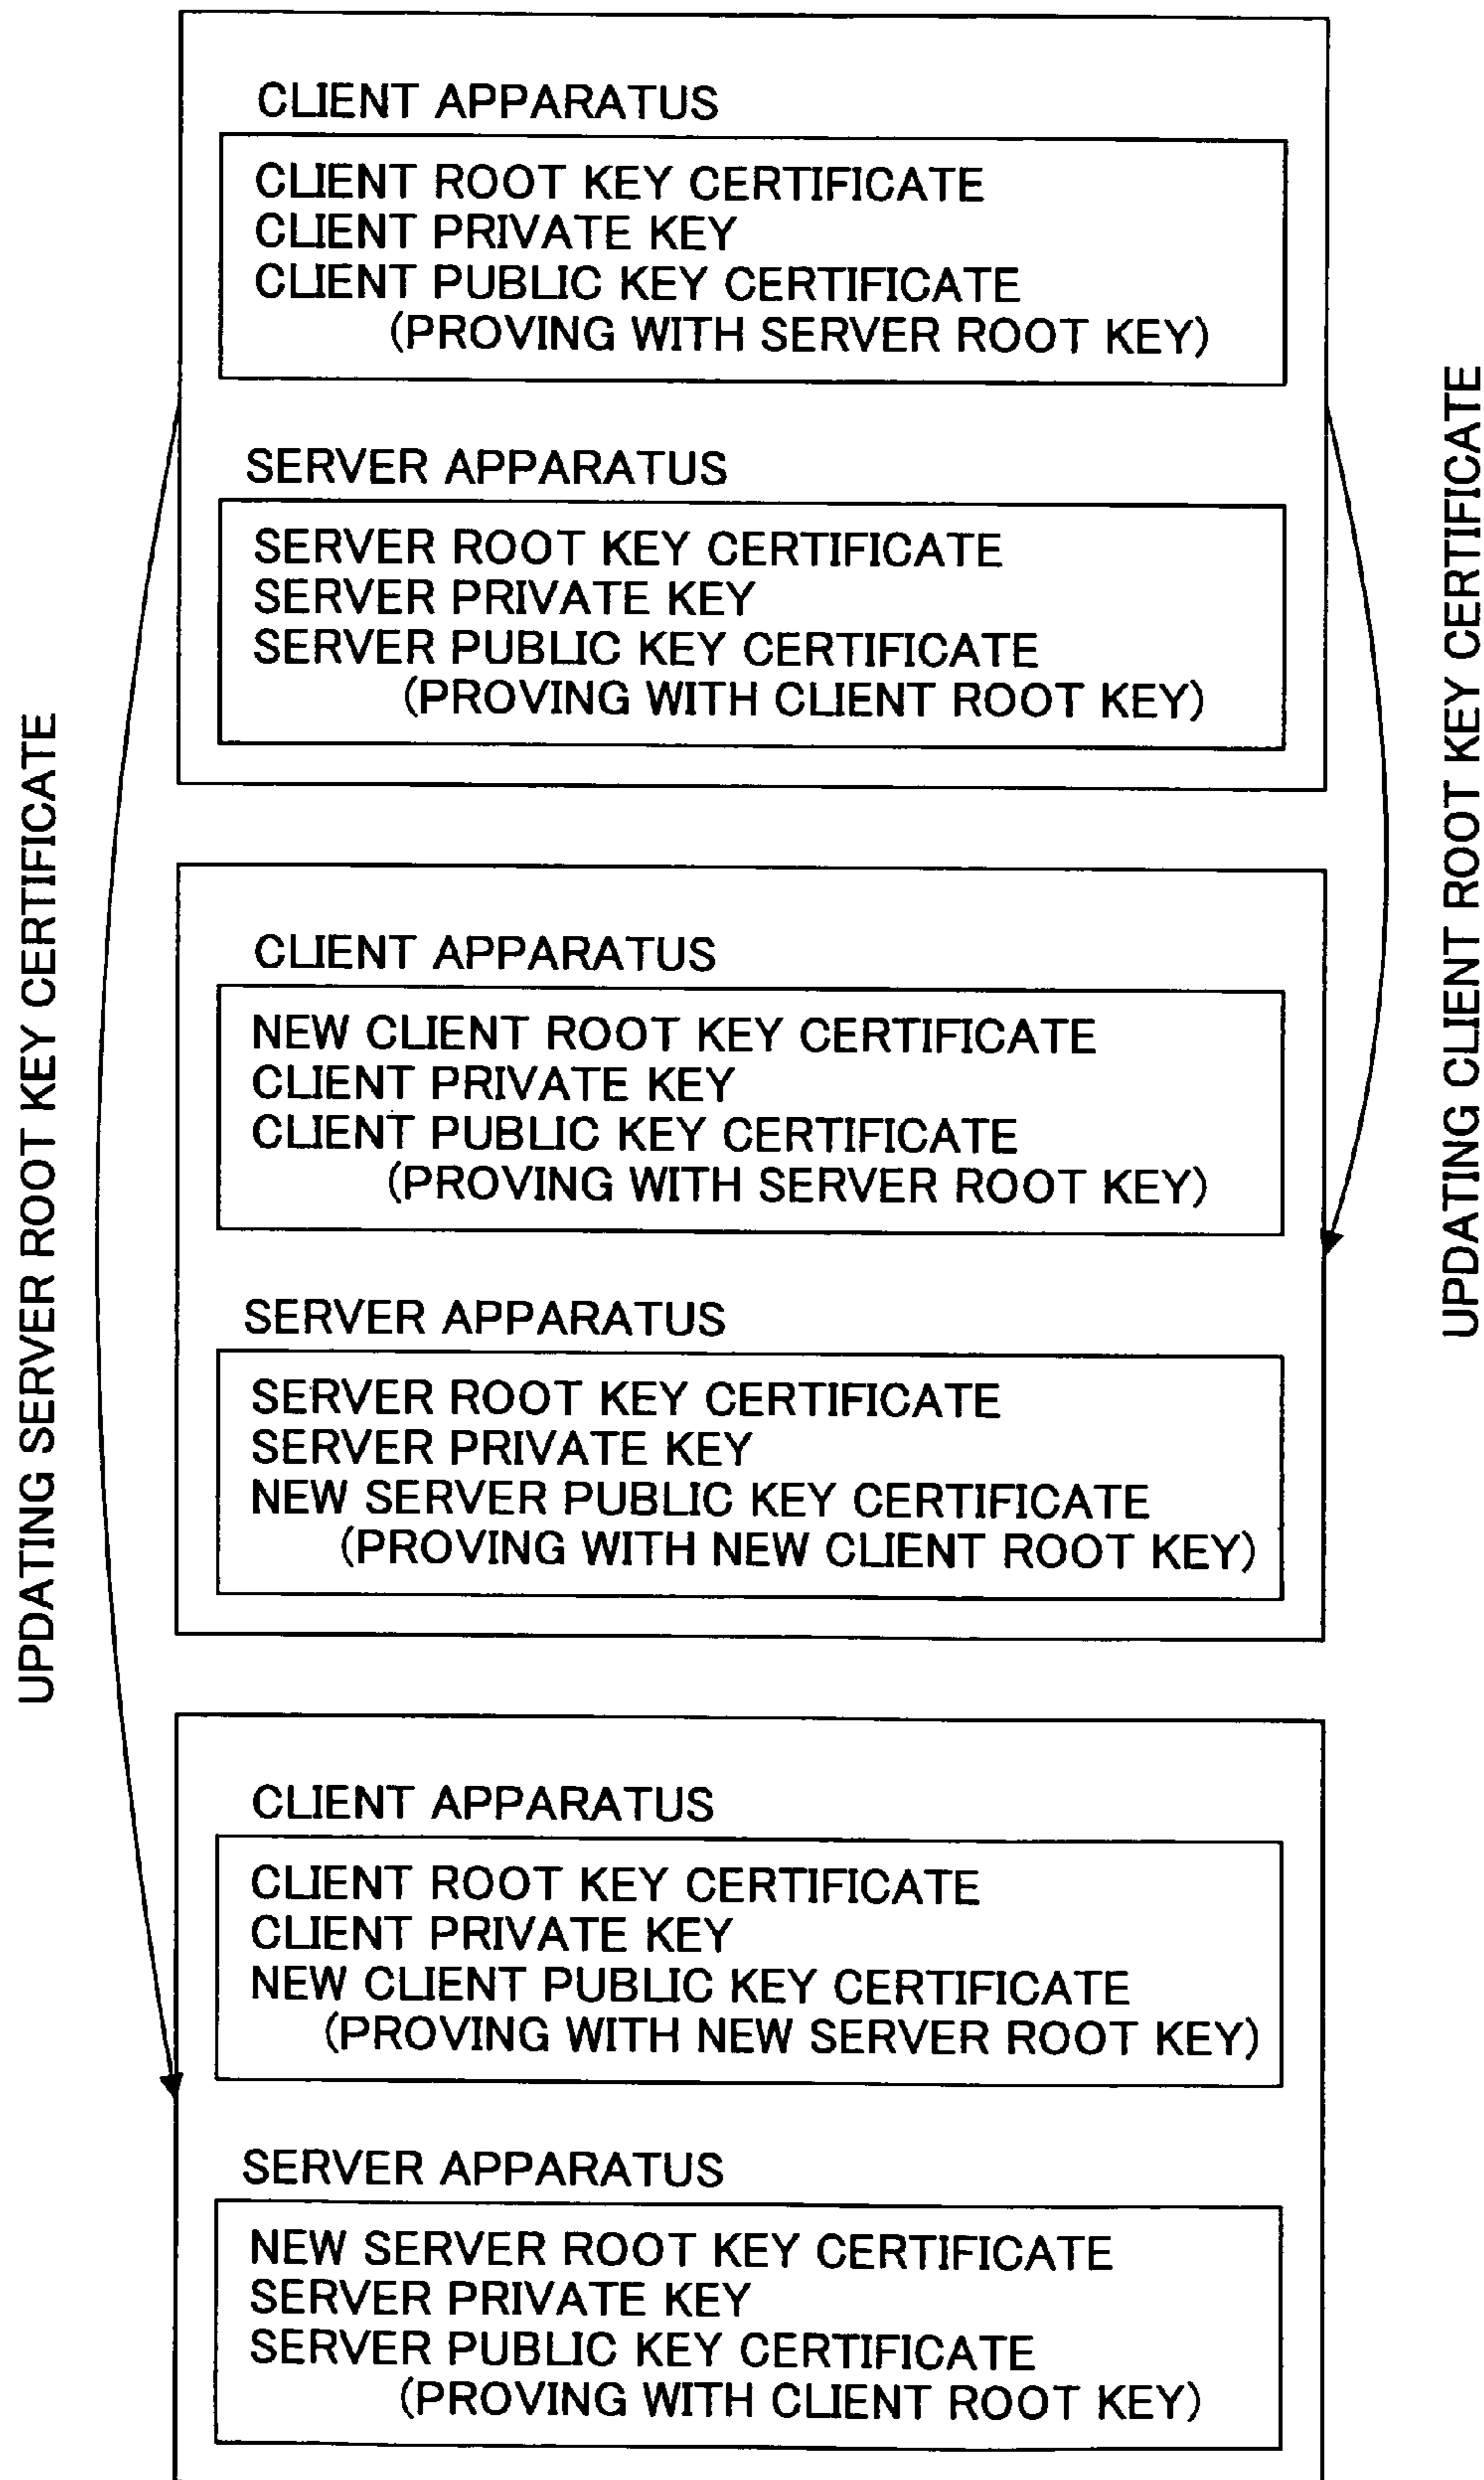 CLIENT APPARATUS
CLIENT ROOT KEY CERTIFICATE
CLIENT PRIVATE KEY
CLIENT PUBLIC KEY CERTIFICATE
(PROVING WITH SERVER ROOT KEY)
SERVER APPARATUS
SERVER ROOT KEY CERTIFICATE
SERVER PRIVATE KEY
SERVER PUBLIC KEY CERTIFICATE
(PROVING WITH CLIENT ROOT KEY)
UPDATING SERVER ROOT KEY CERTIFICATE
UPDATING CLIENT ROOT KEY CERTIFICATE
CLIENT APPARATUS
NEW CLIENT ROOT KEY CERTIFICATE
CLIENT PRIVATE KEY
CLIENT PUBLIC KEY CERTIFICATE
(PROVING WITH SERVER ROOT KEY)
SERVER APPARATUS
SERVER ROOT KEY CERTIFICATE
SERVER PRIVATE KEY
NEW SERVER PUBLIC KEY CERTIFICATE
(PROVING WITH NEW CLIENT ROOT KEY)
CLIENT APPARATUS
CLIENT ROOT KEY CERTIFICATE
CLIENT PRIVATE KEY
NEW CLIENT PUBLIC KEY CERTIFICATE
(PROVING WITH NEW SERVER ROOT KEY)
SERVER APPARATUS
NEW SERVER ROOT KEY CERTIFICATE
SERVER PRIVATE KEY
SERVER PUBLIC KEY CERTIFICATE
(PROVING WITH CLIENT ROOT KEY)